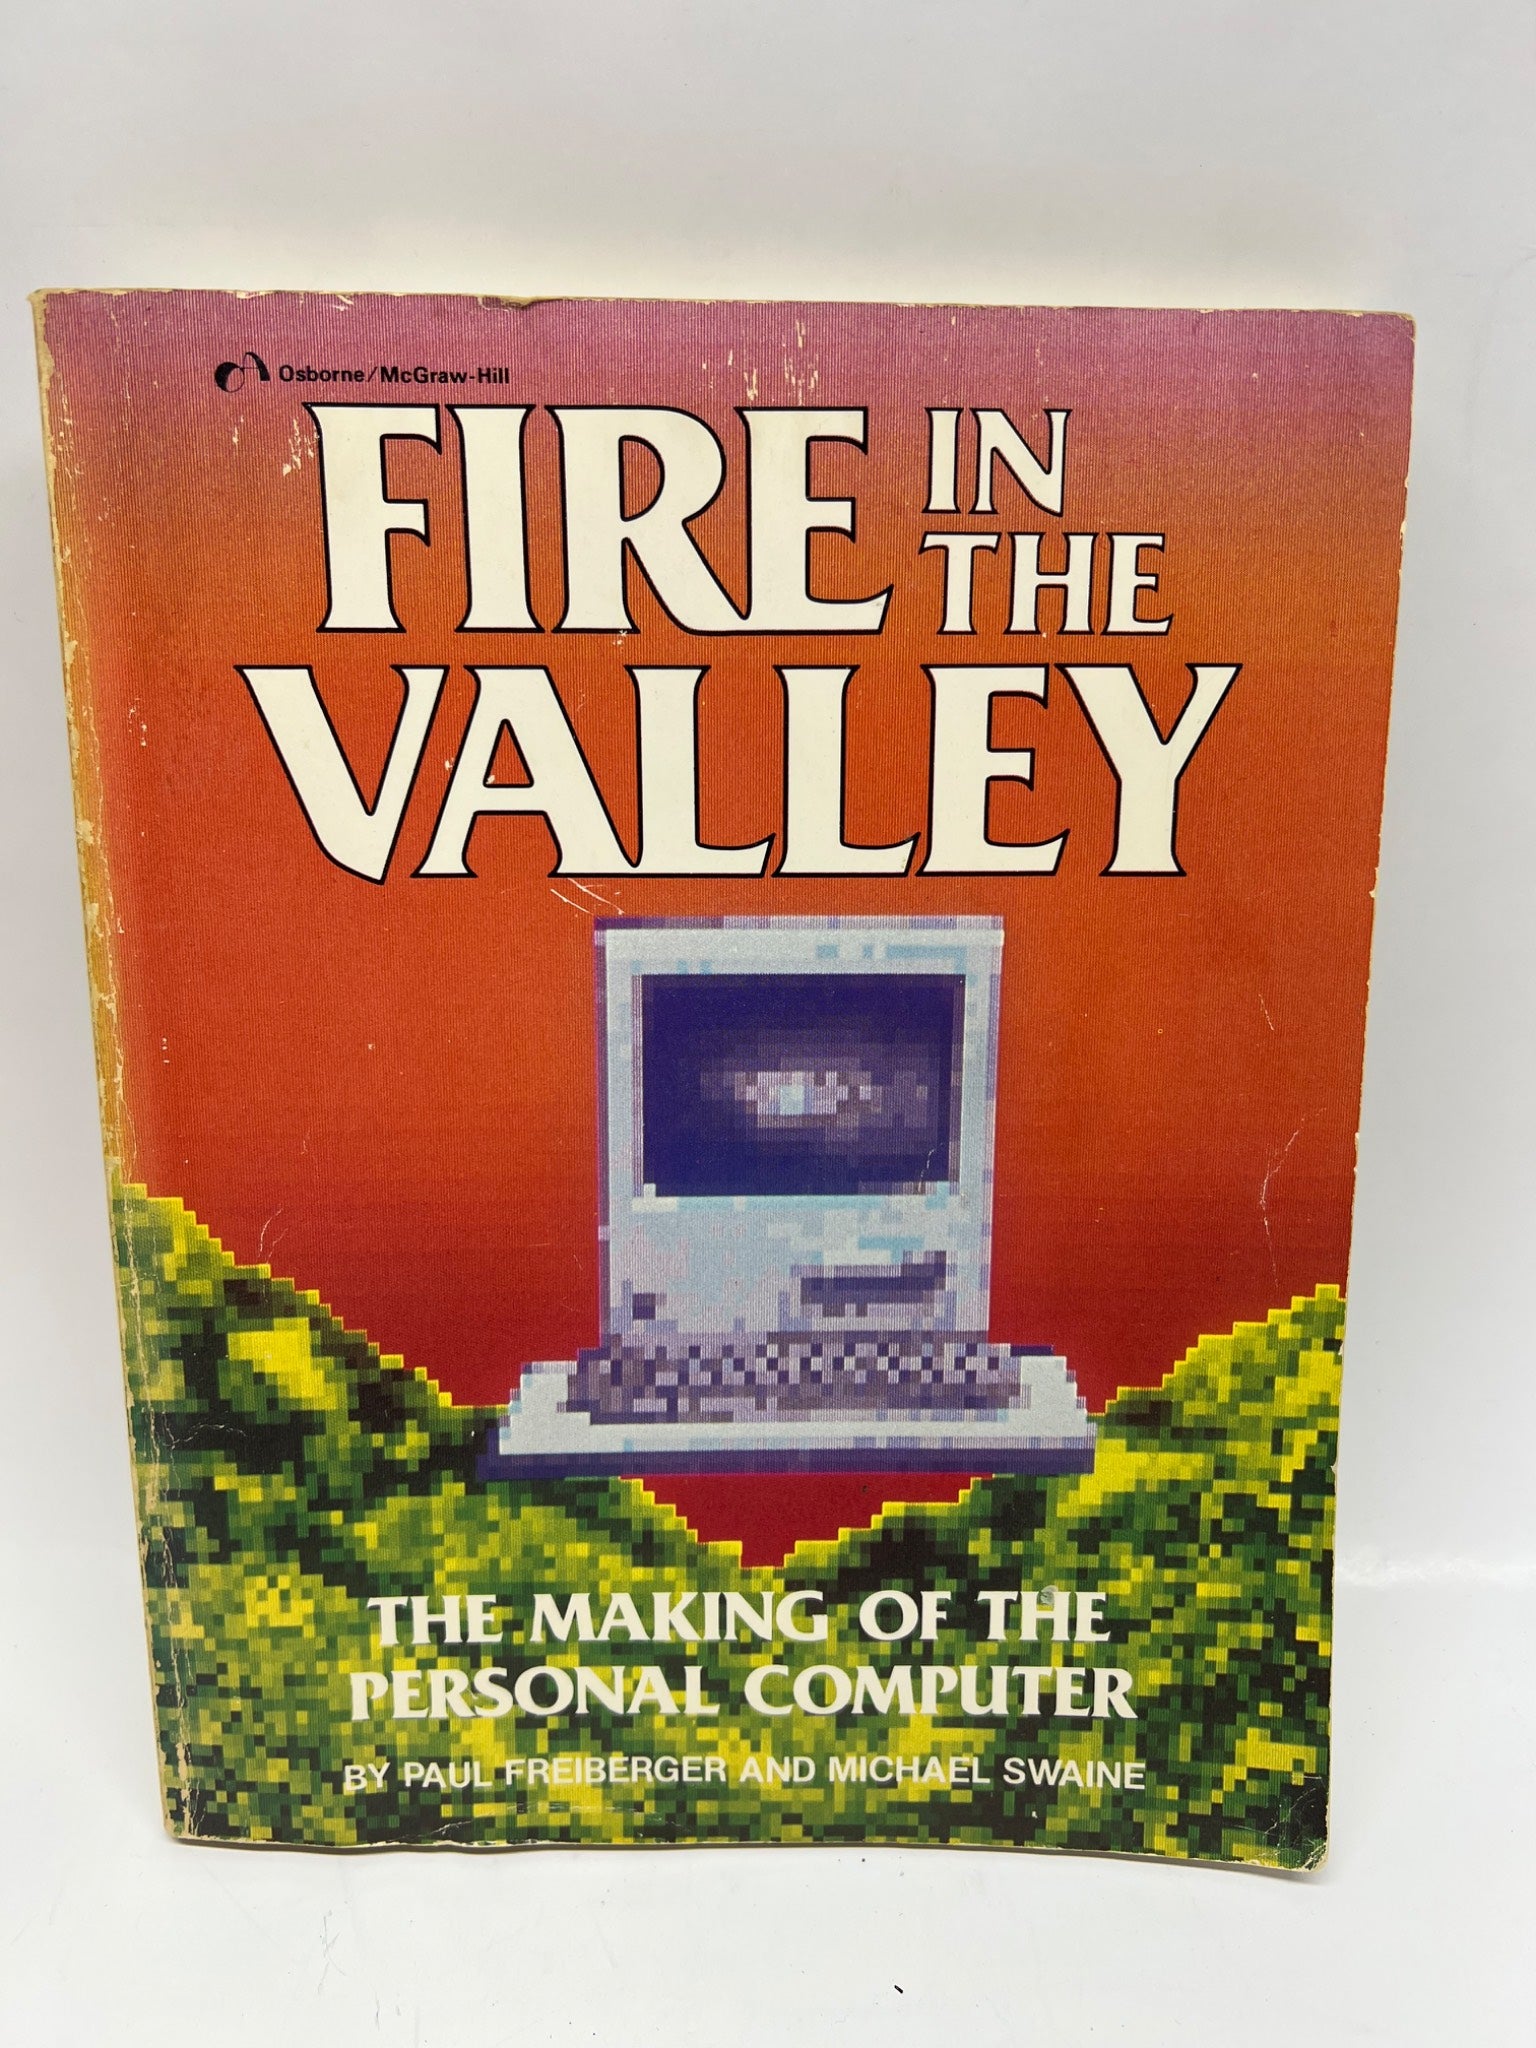 Osborne/McGraw-Hill
FIRE IN
THE
VALLEY
THE MAKING OF THE
PERSONAL COMPUTER
BY PAUL FREIBERGER AND MICHAEL SWAINE